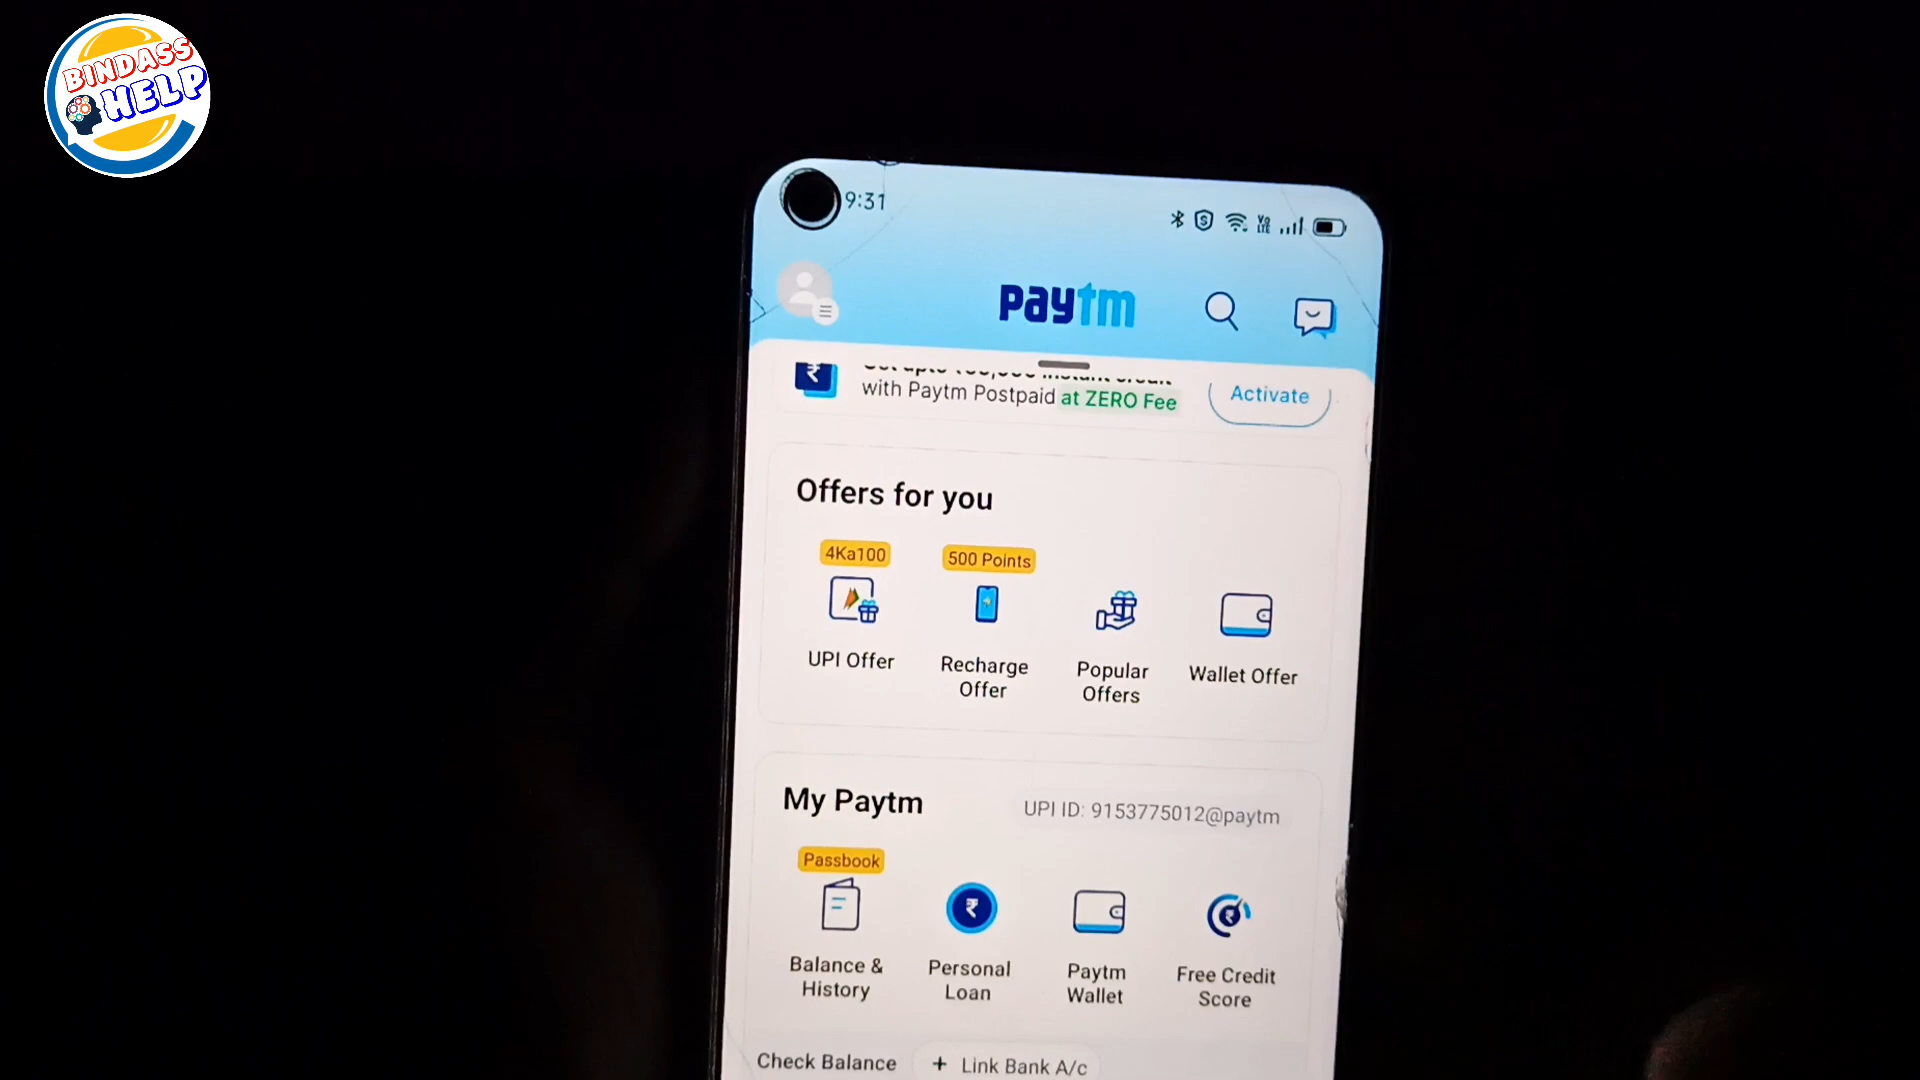 BINDASS
HELP
9:31
paytm
with Paytm Postpaid at ZERO Fee
Activate
Offers for you
4Ka100
500 Points
UPI Offer
Recharge
Offer
Popular
Offers
Wallet Offer
My Paytm
UPI ID: 9153775012@paytm
Passbook
Balance &
History
Personal
Loan
Paytm
Wallet
Free Credit
Score
Check Balance
+ Link Bank A/c